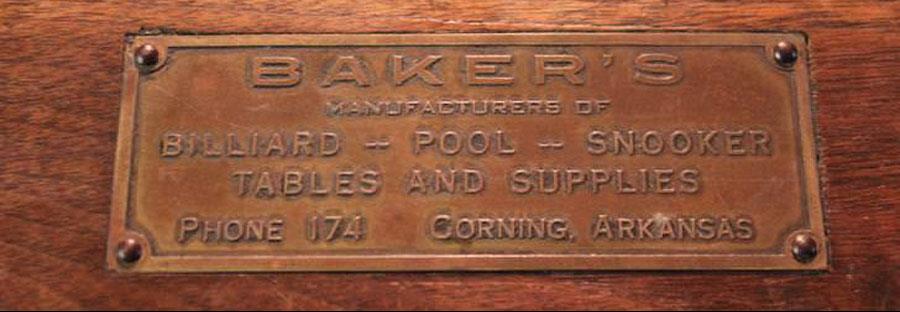 BAKER'S
MANUFACTURERS OF
BILLIARD -- POOL -- SNOOKER
TABLES AND SUPPLIES
PHONE 174 CORNING, ARKANSAS